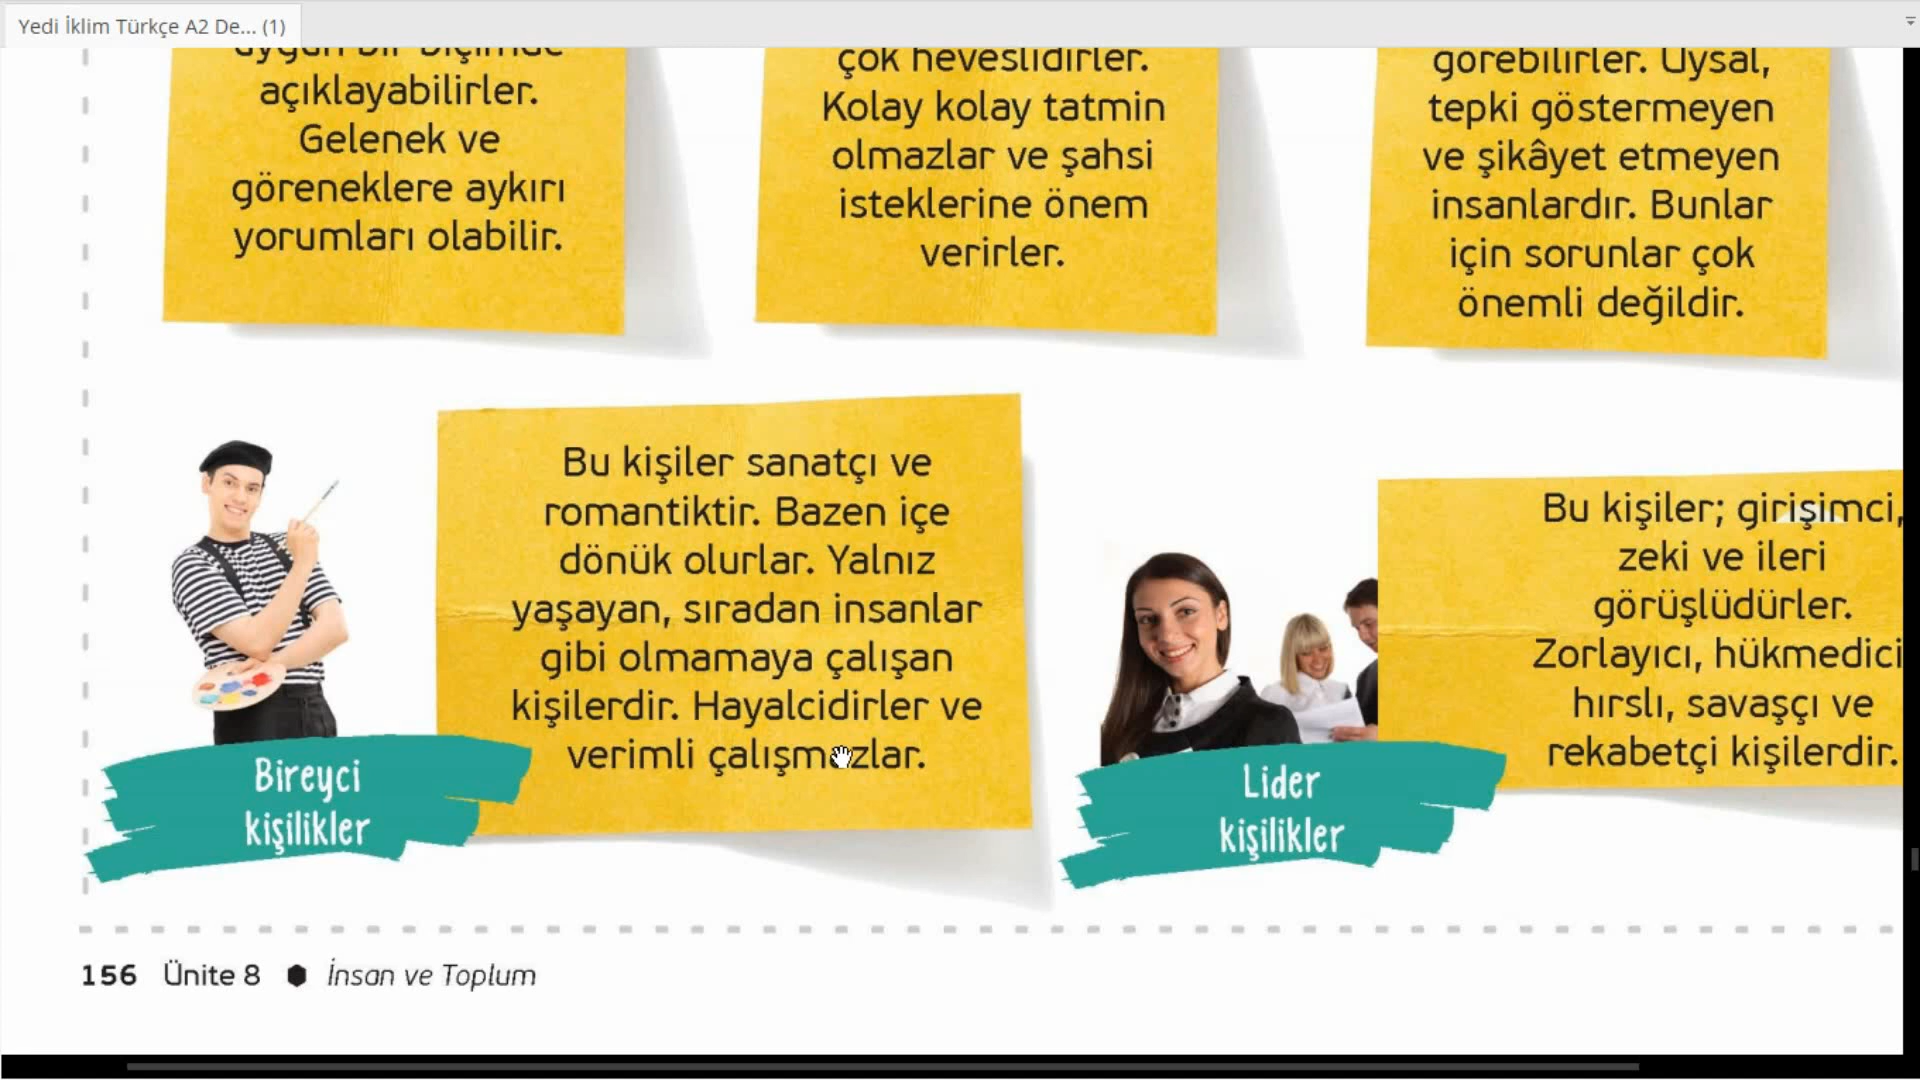 Yedi İklim Türkçe A2 De... (1)
uygun bir biçimde
açıklayabilirler.
Gelenek ve
göreneklere aykırı
yorumları olabilir.
çok heveslidirler.
Kolay kolay tatmin
olmazlar ve şahsi
isteklerine önem
verirler.
görebilirler. Uysal,
tepki göstermeyen
ve şikâyet etmeyen
insanlardır. Bunlar
için sorunlar çok
önemli değildir.
Bu kişiler sanatçı ve
romantiktir. Bazen içe
dönük olurlar. Yalnız
yaşayan, sıradan insanlar
gibi olmamaya çalışan
kişilerdir. Hayalcidirler ve
verimli çalışmazlar.
Bireyci
kişilikler
Bu kişiler; girişimci,
zeki ve ileri
görüşlüdürler.
Zorlayıcı, hükmedici
hırslı, savaşçı ve
rekabetçi kişilerdir.
Lider
kişilikler
156 Ünite 8 ⬢ İnsan ve Toplum